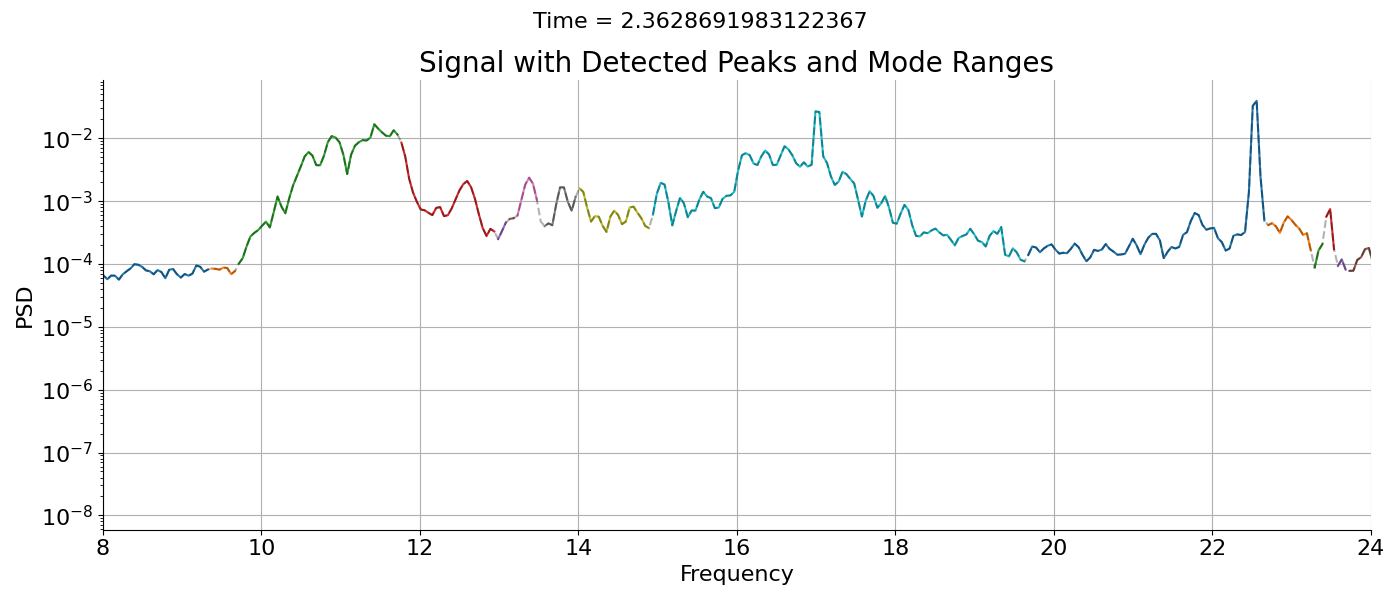 Time = 2.3628691983122367
Signal with Detected Peaks and Mode Ranges
10⁻²
10⁻³
10⁻⁴
10⁻⁵
10⁻⁶
10⁻⁷
10⁻⁸
PSD
8 10 12 14 16 18 20 22 24
Frequency